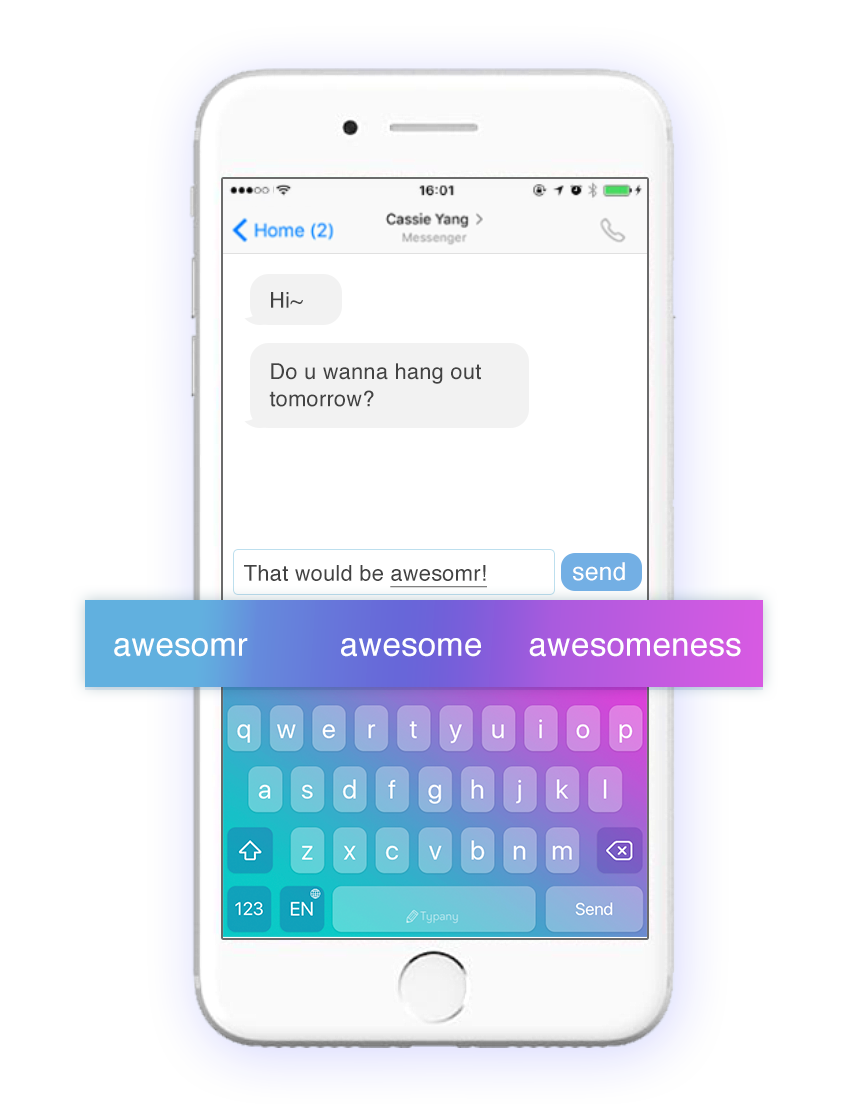 16:01
Home (2)
Cassie Yang
Messenger
Hi~
Do u wanna hang out
tomorrow?
That would be awesomr!
send
awesomr awesome awesomeness
q w e r t y u i o p
a s d f g h j k l
z x c v b n m
123 EN Typany Send